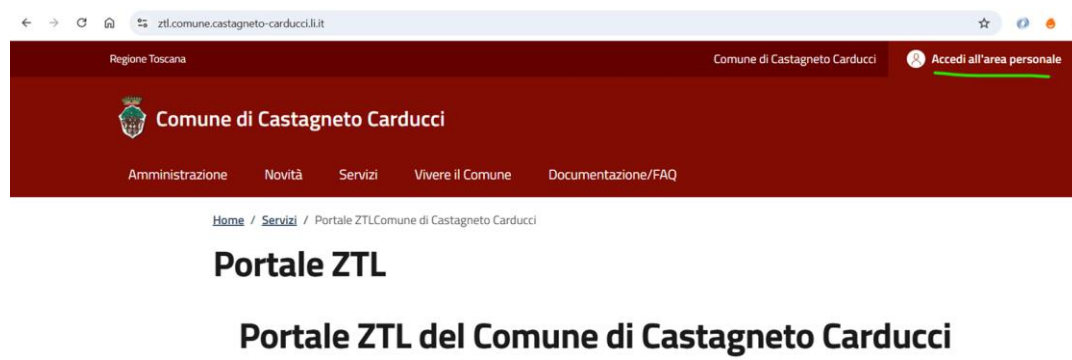 ztl.comune.castagneto-carducci.li.it
Regione Toscana Comune di Castagneto Carducci Accedi all'area personale
Comune di Castagneto Carducci
Amministrazione Novità Servizi Vivere il Comune Documentazione/FAQ
Home / Servizi / Portale ZTLComune di Castagneto Carducci
Portale ZTL
Portale ZTL del Comune di Castagneto Carducci